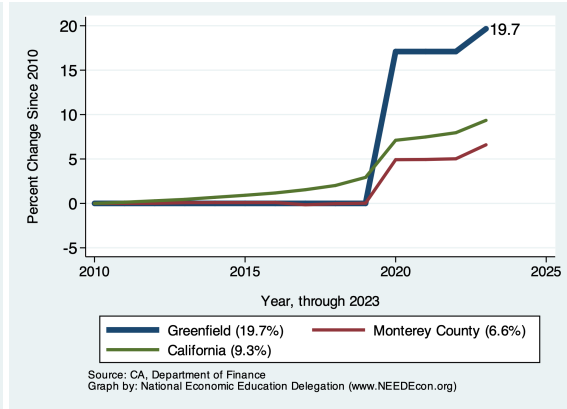 Percent Change Since 2010
20
15
10
5
0
-5
19.7
2010 2015 2020 2025
Year, through 2023
Greenfield (19.7%) Monterey County (6.6%)
California (9.3%)
Source: CA, Department of Finance
Graph by: National Economic Education Delegation (www.NEEDEcon.org)